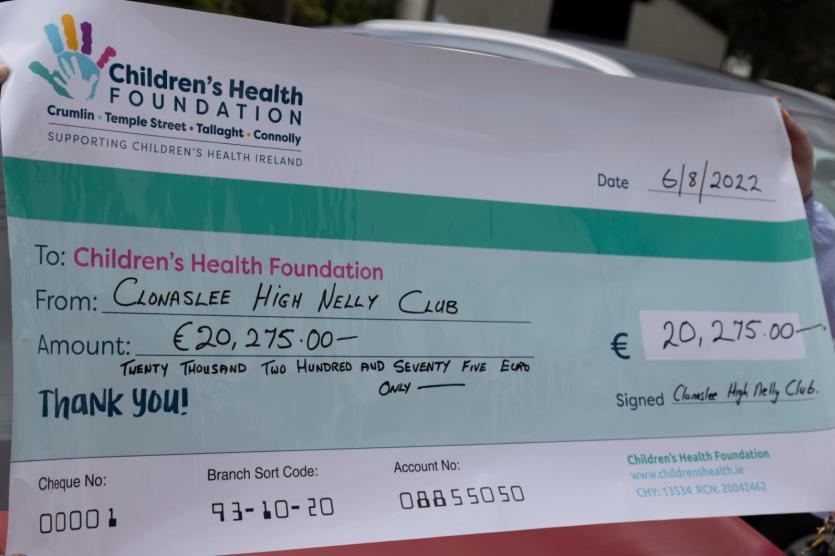 Children's Health
FOUNDATION
Crumlin • Temple Street • Tallaght • Connolly
SUPPORTING CHILDREN'S HEALTH IRELAND
Date 6/8/2022
To: Children's Health Foundation
From: CLONASLEE HIGH NELLY CLUB
Amount: €20,275.00—
€ 20,275.00—
TWENTY THOUSAND TWO HUNDRED AND SEVENTY FIVE EURO
ONLY —
THANK YOU!
Signed Clonaslee High Nelly Club.
Cheque No: Branch Sort Code: Account No:
00001 93-10-20 08855050
Children's Health Foundation
www.childrenshealth.ie
CHY: 13534 RCN: 20042462